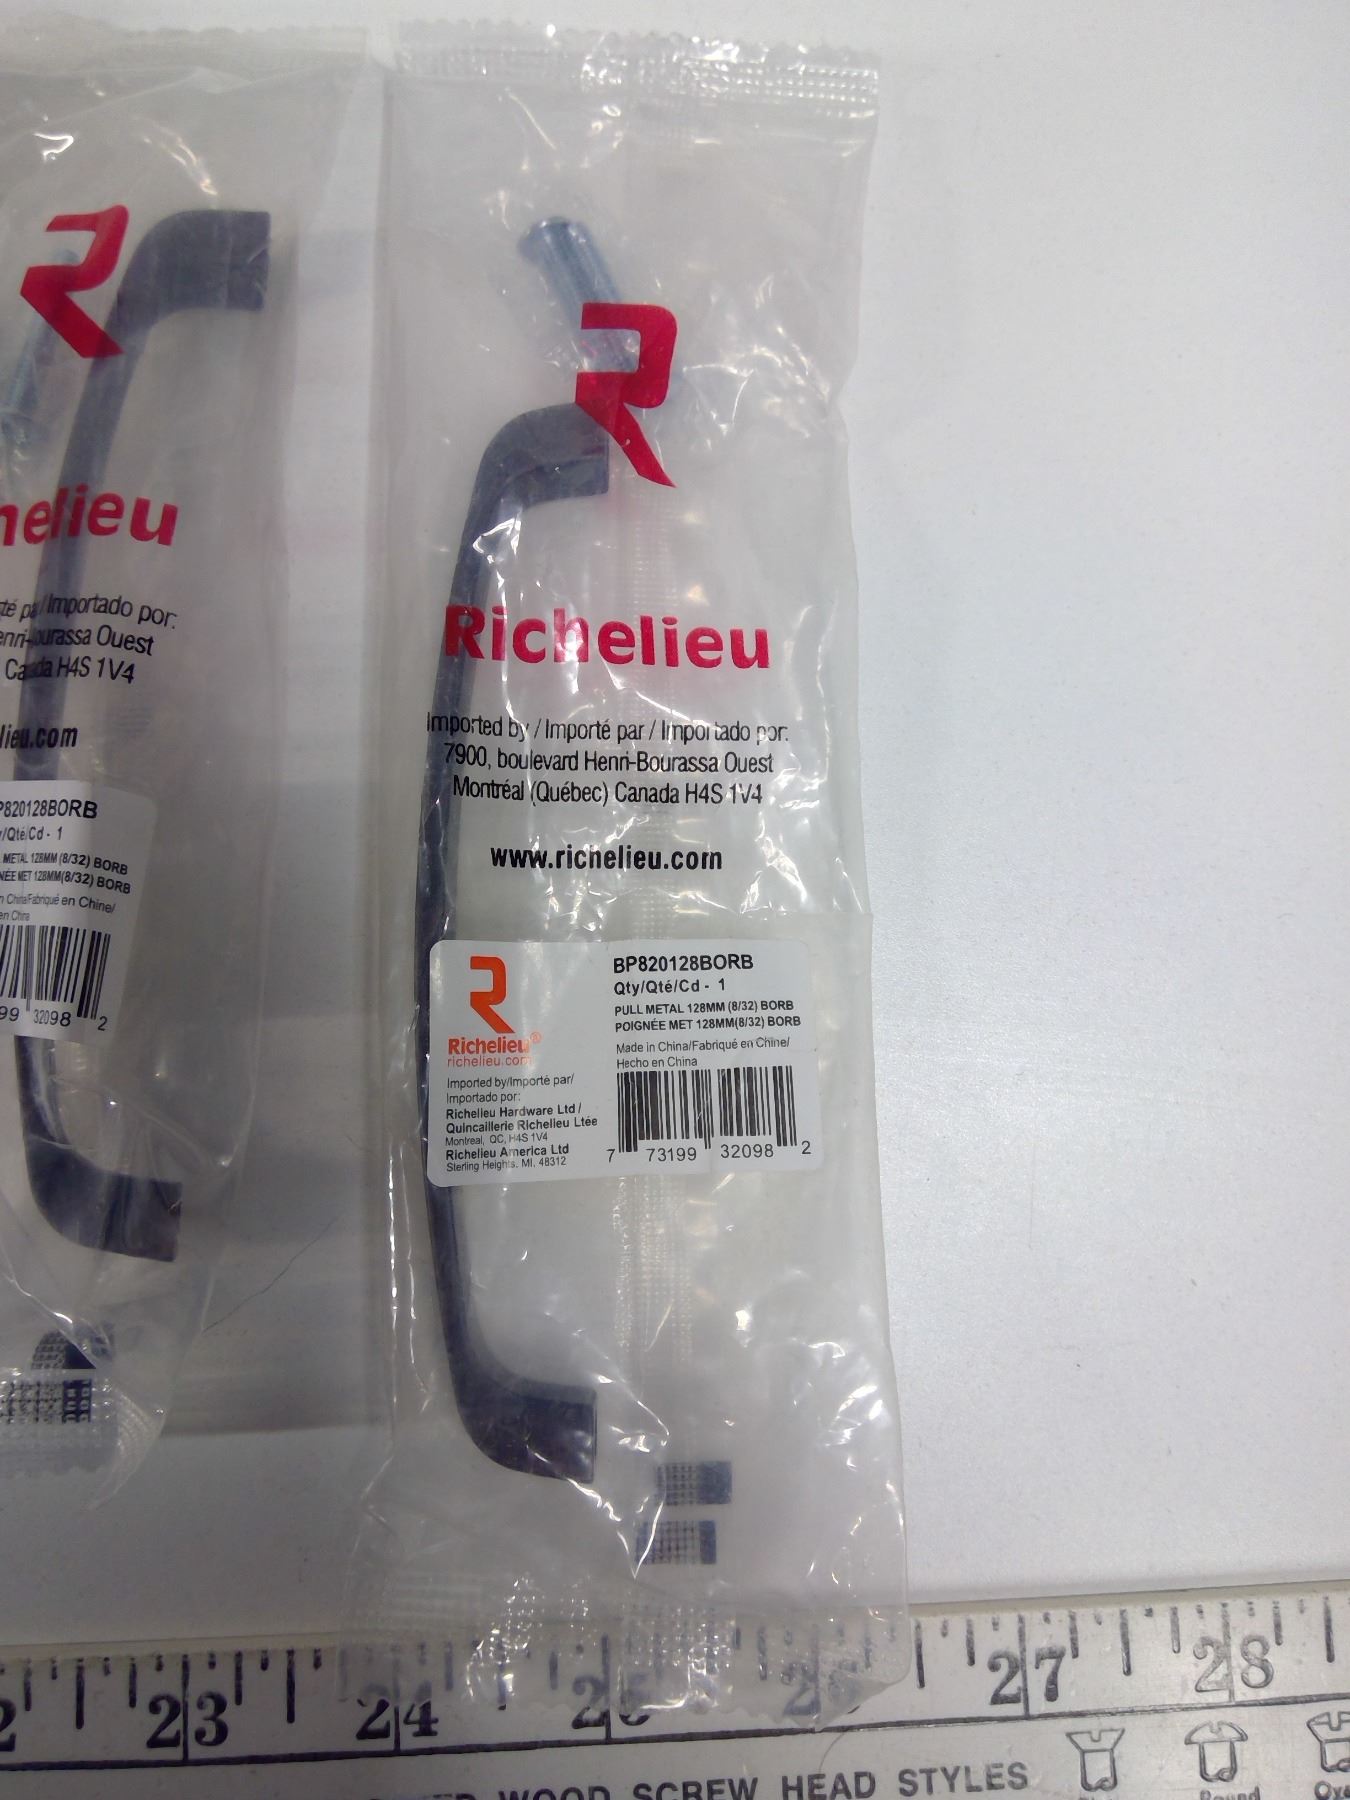 Richelieu
Imported by / Importé par / Importado por:
7900, boulevard Henri-Bourassa Ouest
Montréal (Québec) Canada H4S 1V4
www.richelieu.com
Richelieu®
richelieu.com
Imported by/Importé par/
Importado por:
Richelieu Hardware Ltd /
Quincaillerie Richelieu Ltée
Montreal, QC, H4S 1V4
Richelieu America Ltd
Sterling Heights, MI, 48312
BP820128BORB
Qty/Qté/Cd - 1
PULL METAL 128MM (8/32) BORB
POIGNÉE MET 128MM(8/32) BORB
Made in China/Fabriqué en Chine/
Hecho en China
7 73199 32098 2
helieu
té par/Importado por:
enri-Bourassa Ouest
Canada H4S 1V4
lieu.com
P820128BORB
/Qté/Cd - 1
METAL 128MM (8/32) BORB
NÉE MET 128MM(8/32) BORB
n China/Fabriqué en Chine/
en China
99 32098 2
2 23 24 25 26 27 28
WOOD SCREW HEAD STYLES
Round